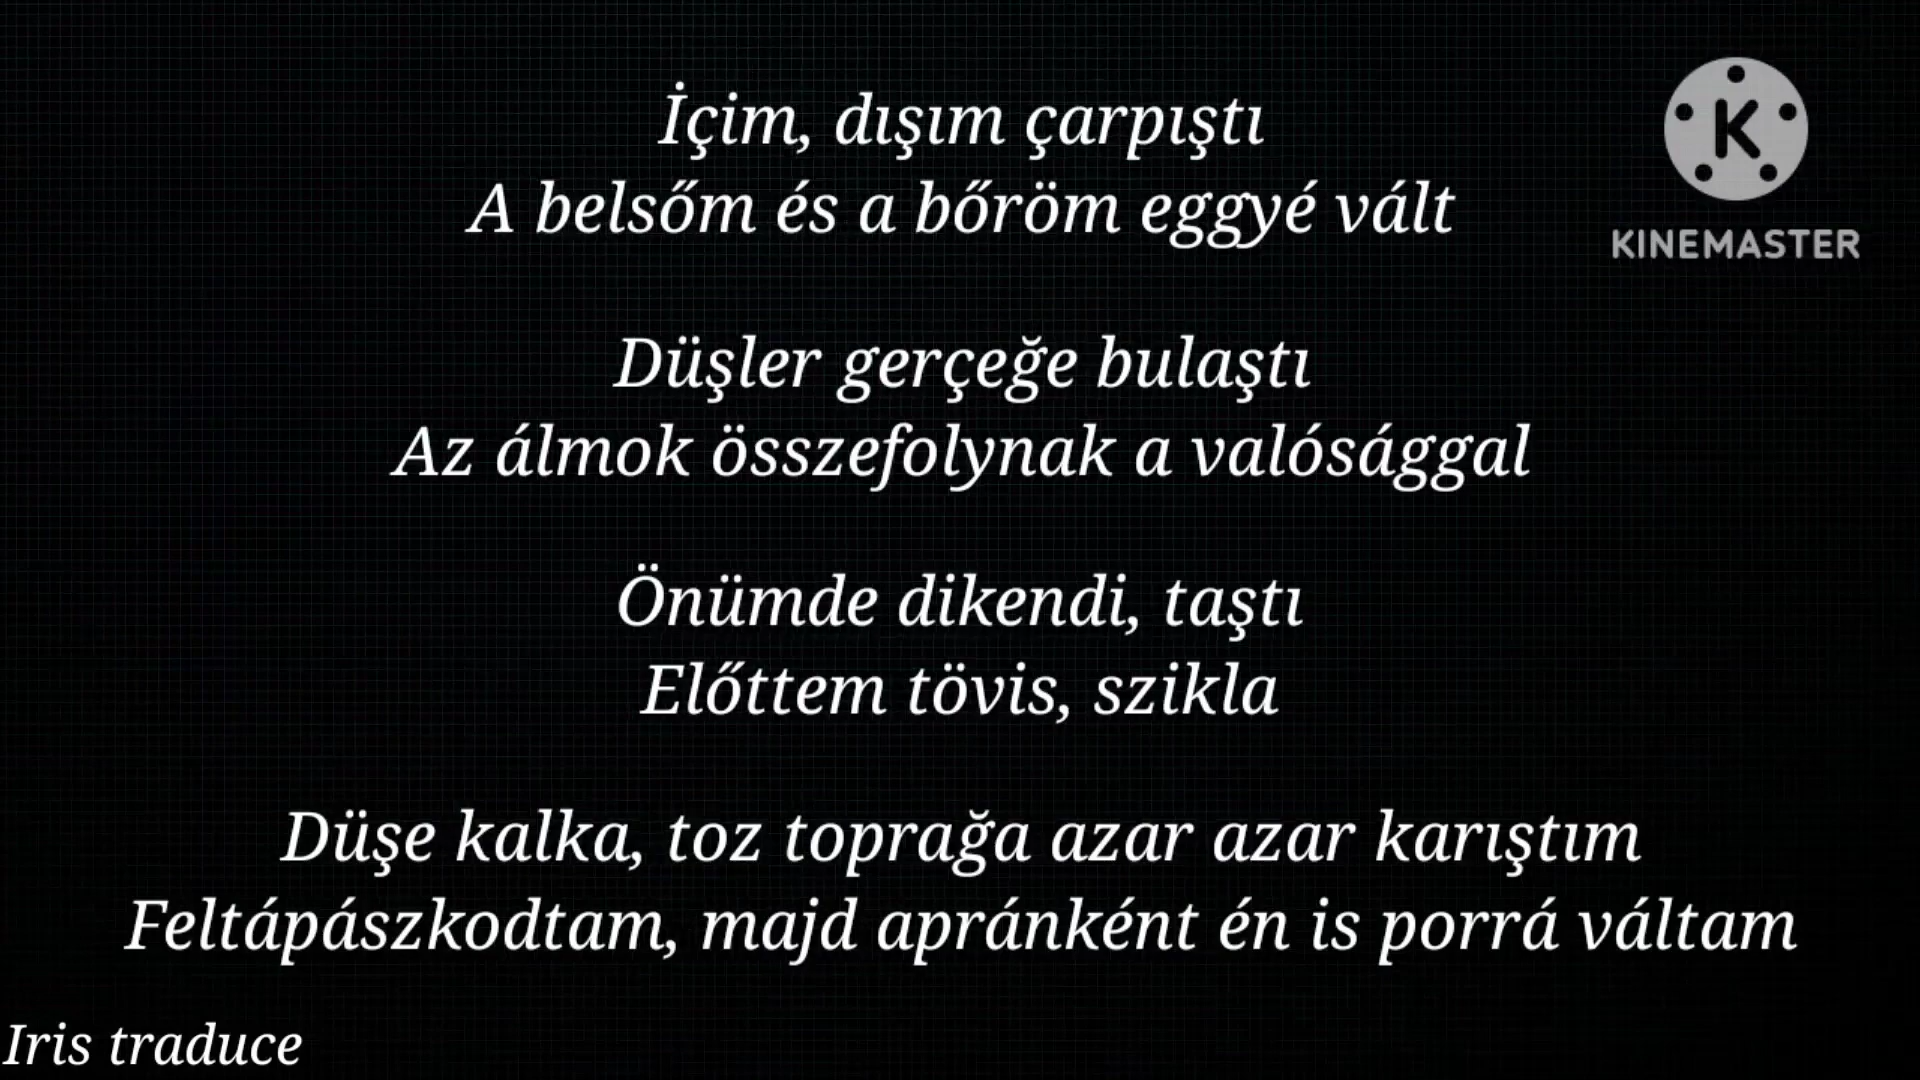 İçim, dışım çarpıştı
A belsőm és a bőröm eggyé vált
Düşler gerçeğe bulaştı
Az álmok összefolynak a valósággal
Önümde dikendi, taştı
Előttem tövis, szikla
Düşe kalka, toz toprağa azar azar karıştım
Feltápászkodtam, majd apránként én is porrá váltam
Iris traduce
K
KINEMASTER